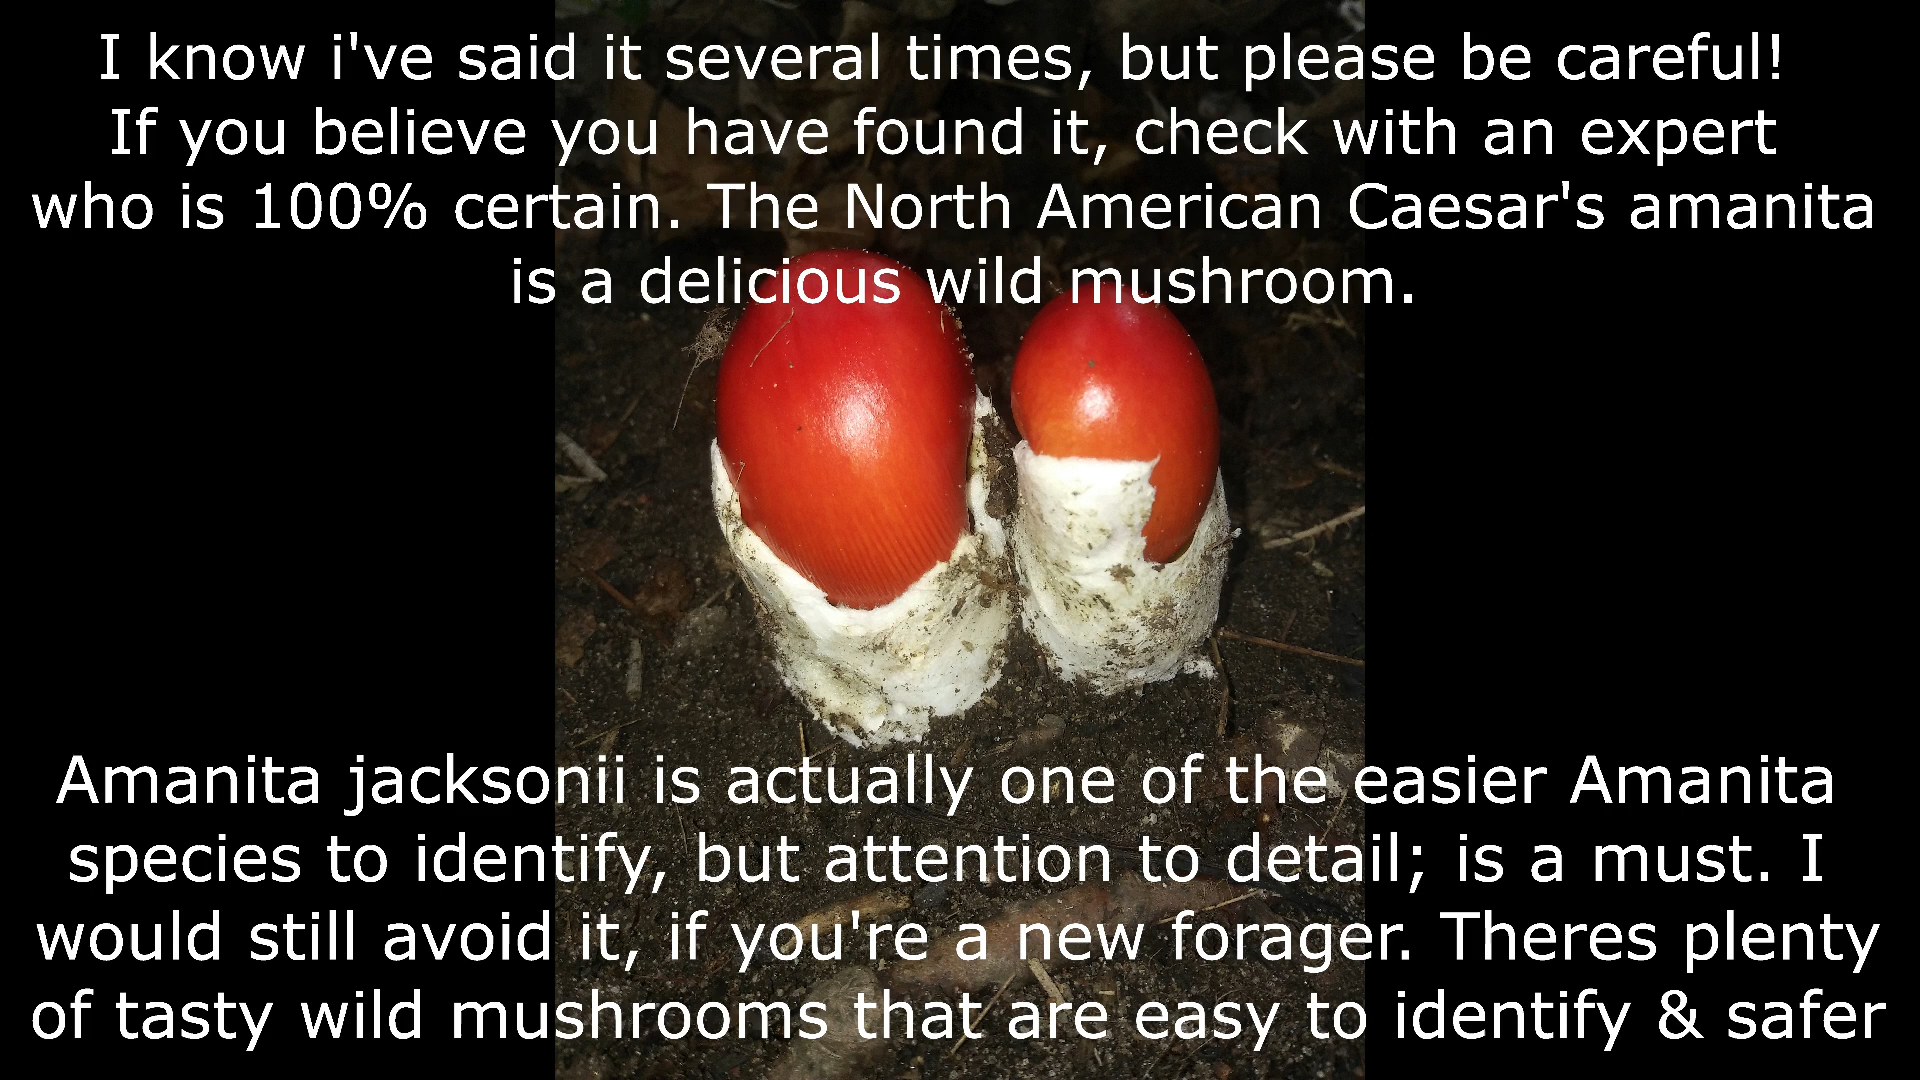 I know i've said it several times, but please be careful!
If you believe you have found it, check with an expert
who is 100% certain. The North American Caesar's amanita
is a delicious wild mushroom.
Amanita jacksonii is actually one of the easier Amanita
species to identify, but attention to detail; is a must. I
would still avoid it, if you're a new forager. Theres plenty
of tasty wild mushrooms that are easy to identify & safer